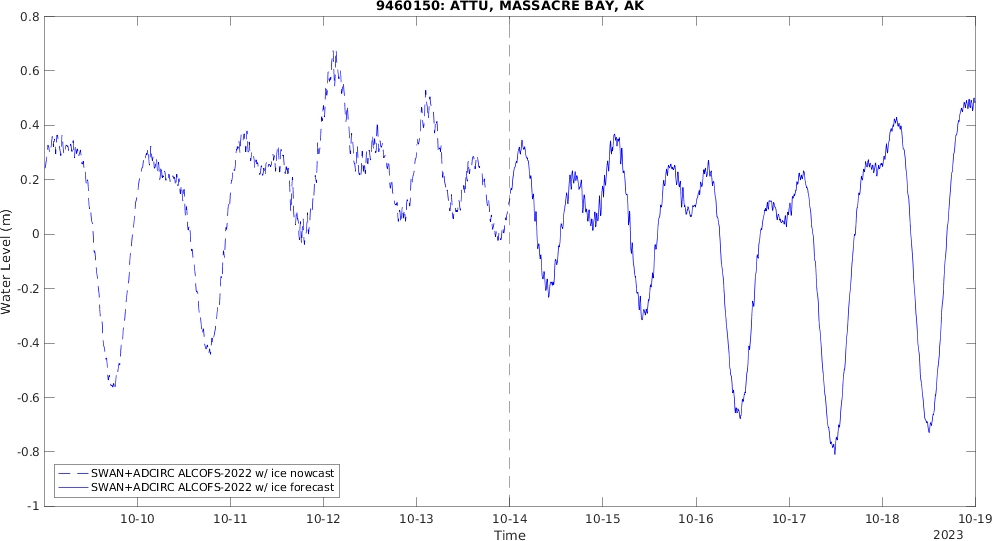 9460150: ATTU, MASSACRE BAY, AK
0.8
0.6
0.4
0.2
0
-0.2
-0.4
-0.6
-0.8
-1
Water Level (m)
SWAN+ADCIRC ALCOFS-2022 w/ ice nowcast
SWAN+ADCIRC ALCOFS-2022 w/ ice forecast
10-10 10-11 10-12 10-13 10-14 10-15 10-16 10-17 10-18 10-19
Time
2023